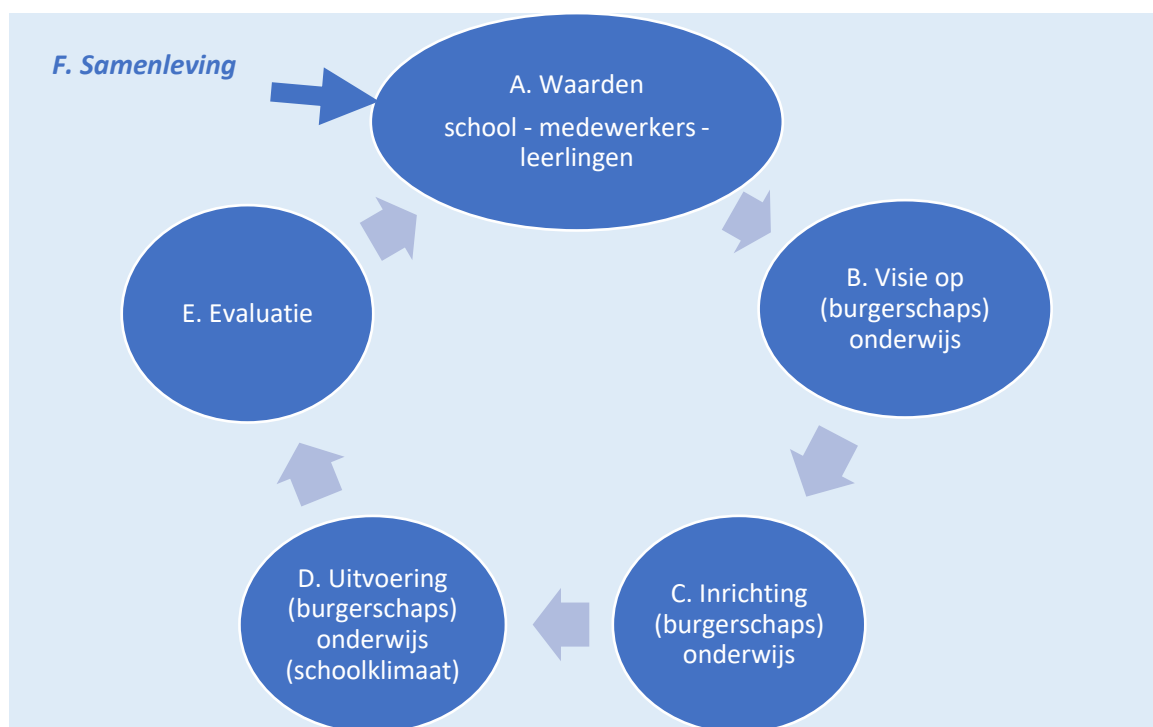 F. Samenleving
A. Waarden
school - medewerkers -
leerlingen
B. Visie op
(burgerschaps)
onderwijs
C. Inrichting
(burgerschaps)
onderwijs
D. Uitvoering
(burgerschaps)
onderwijs
(schoolklimaat)
E. Evaluatie